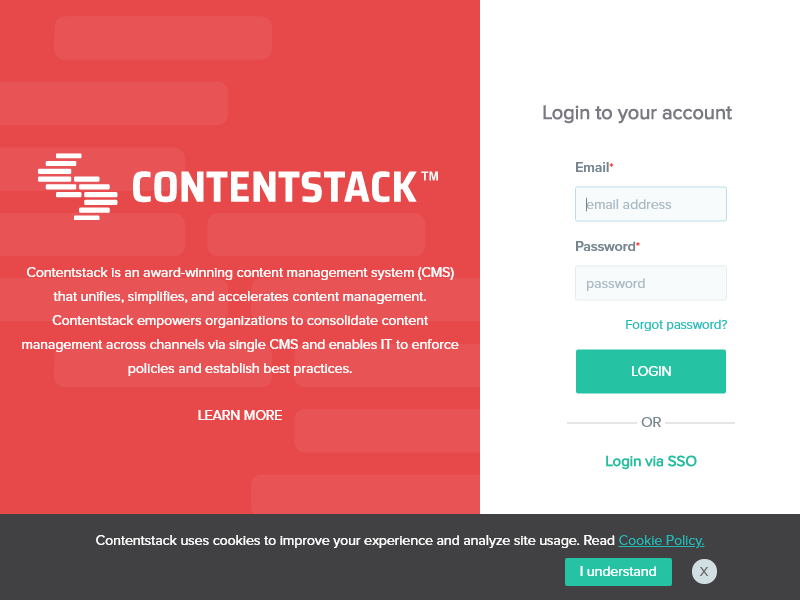 CONTENTSTACK™
Contentstack is an award-winning content management system (CMS)
that unifies, simplifies, and accelerates content management.
Contentstack empowers organizations to consolidate content
management across channels via single CMS and enables IT to enforce
policies and establish best practices.
LEARN MORE
Login to your account
Email*
email address
Password*
password
Forgot password?
LOGIN
OR
Login via SSO
Contentstack uses cookies to improve your experience and analyze site usage. Read Cookie Policy.
I understand
X